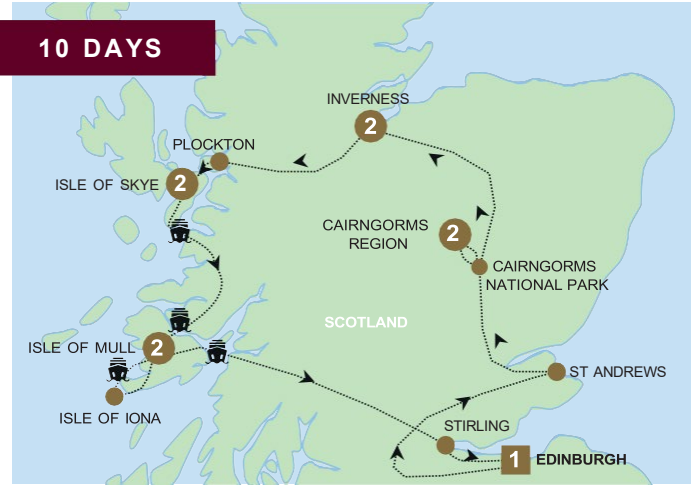 10 DAYS
INVERNESS
2
PLOCKTON
ISLE OF SKYE
2
CAIRNGORMS
REGION
2
CAIRNGORMS
NATIONAL PARK
SCOTLAND
ISLE OF MULL
2
ST ANDREWS
ISLE OF IONA
STIRLING
1
EDINBURGH